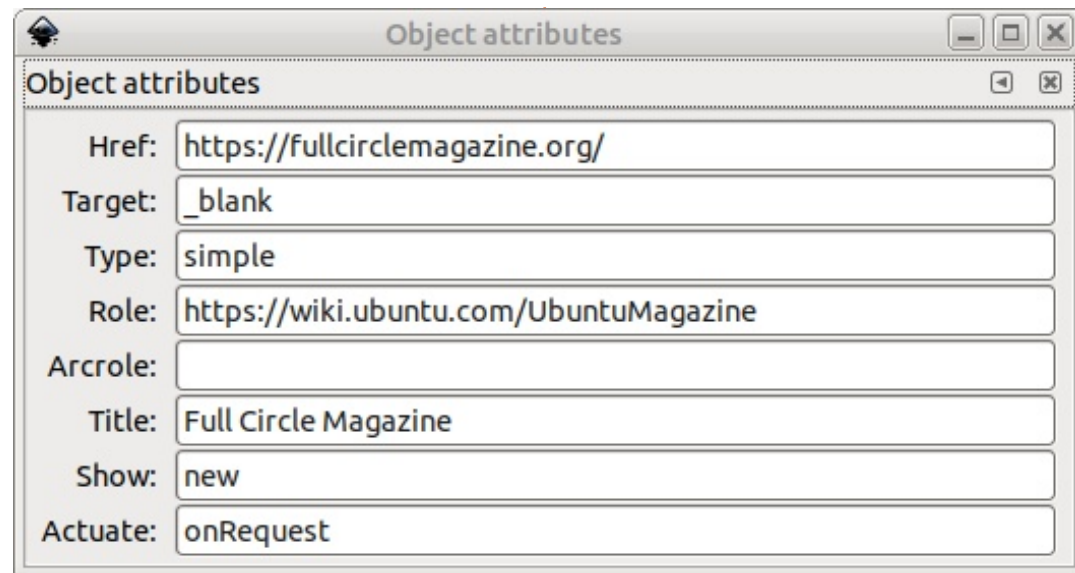 Object attributes
Object attributes
Href: https://fullcirclemagazine.org/
Target: _blank
Type: simple
Role: https://wiki.ubuntu.com/UbuntuMagazine
Arcrole:
Title: Full Circle Magazine
Show: new
Actuate: onRequest